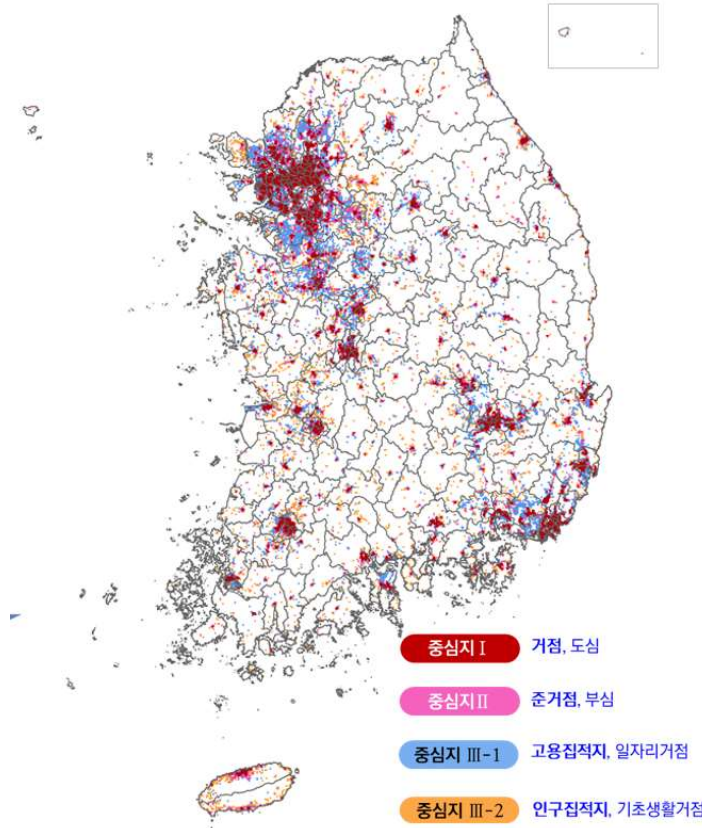 중심지 Ⅰ 거점, 도심
중심지 Ⅱ 준거점, 부심
중심지 Ⅲ-1 고용집적지, 일자리거점
중심지 Ⅲ-2 인구집적지, 기초생활거점